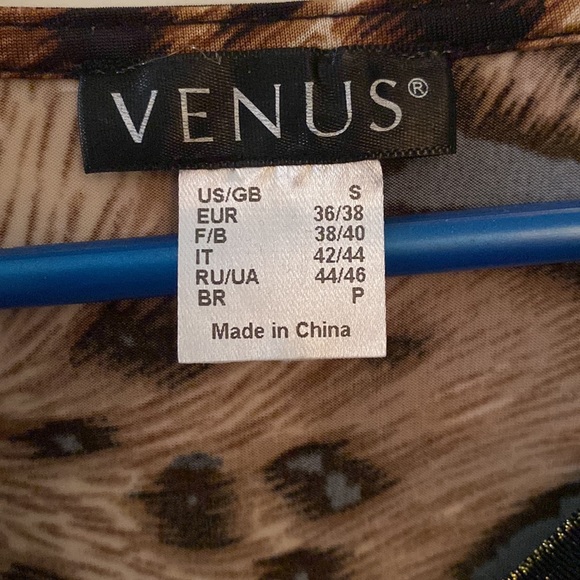 VENUS®
US/GB S
EUR 36/38
F/B 38/40
IT 42/44
RU/UA 44/46
BR P
Made in China